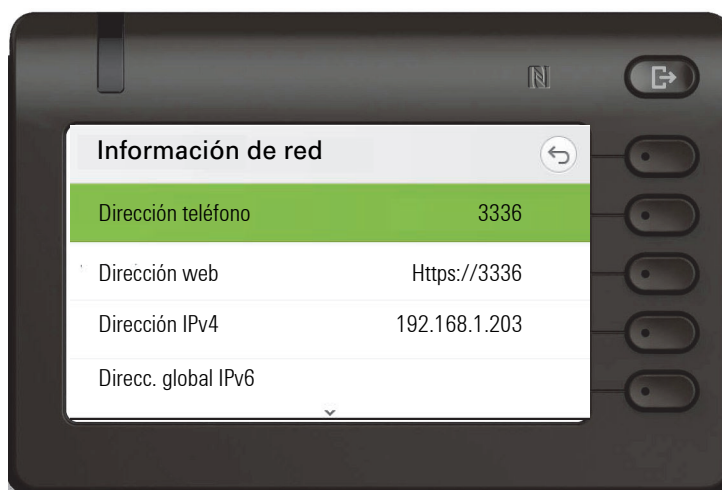 Información de red
Dirección teléfono 3336
Dirección web Https://3336
Dirección IPv4 192.168.1.203
Direcc. global IPv6